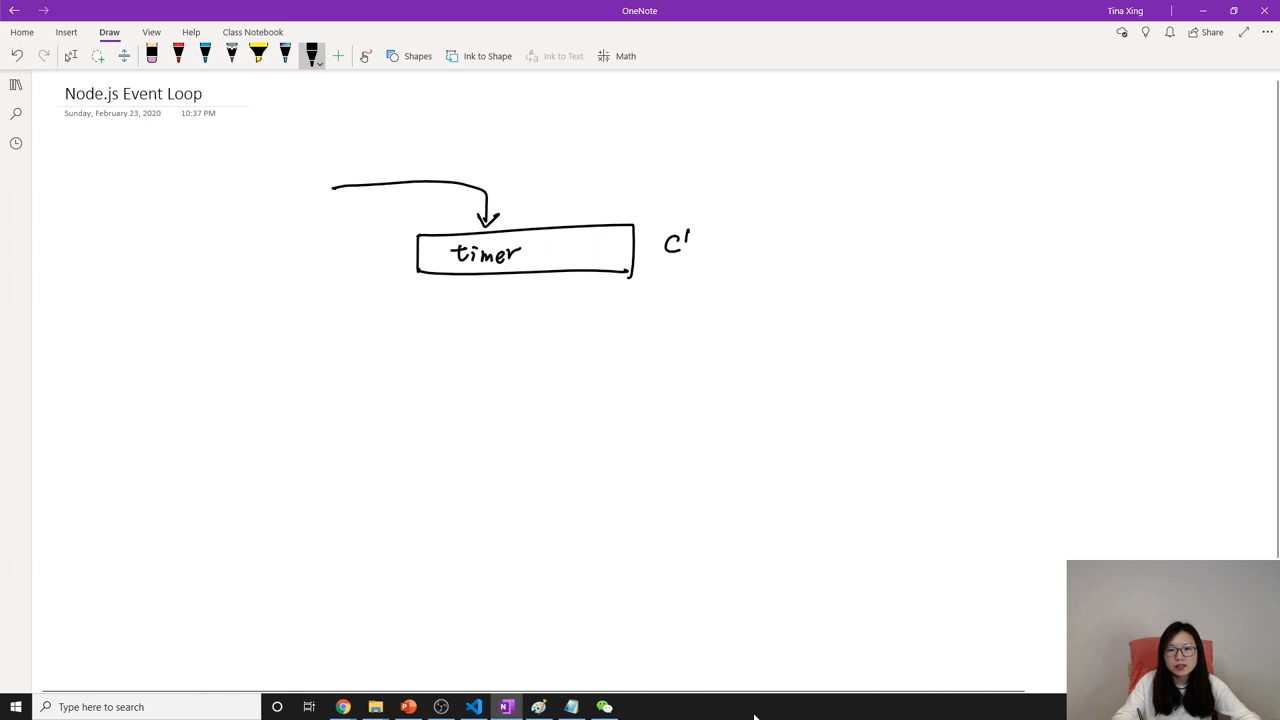 OneNote
Tina Xing
Home Insert Draw View Help Class Notebook
Share
Shapes Ink to Shape Ink to Text Math
Node.js Event Loop
Sunday, February 23, 2020 10:37 PM
timer
Type here to search